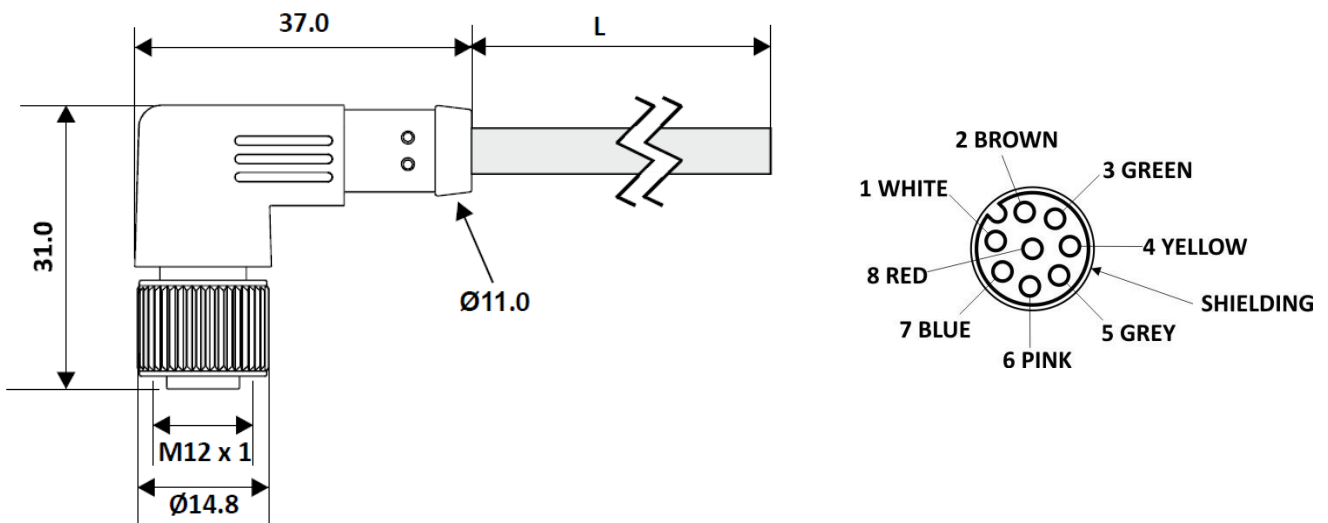 37.0
L
31.0
Ø11.0
M12 x 1
Ø14.8
2 BROWN
3 GREEN
1 WHITE
4 YELLOW
8 RED
SHIELDING
7 BLUE
5 GREY
6 PINK